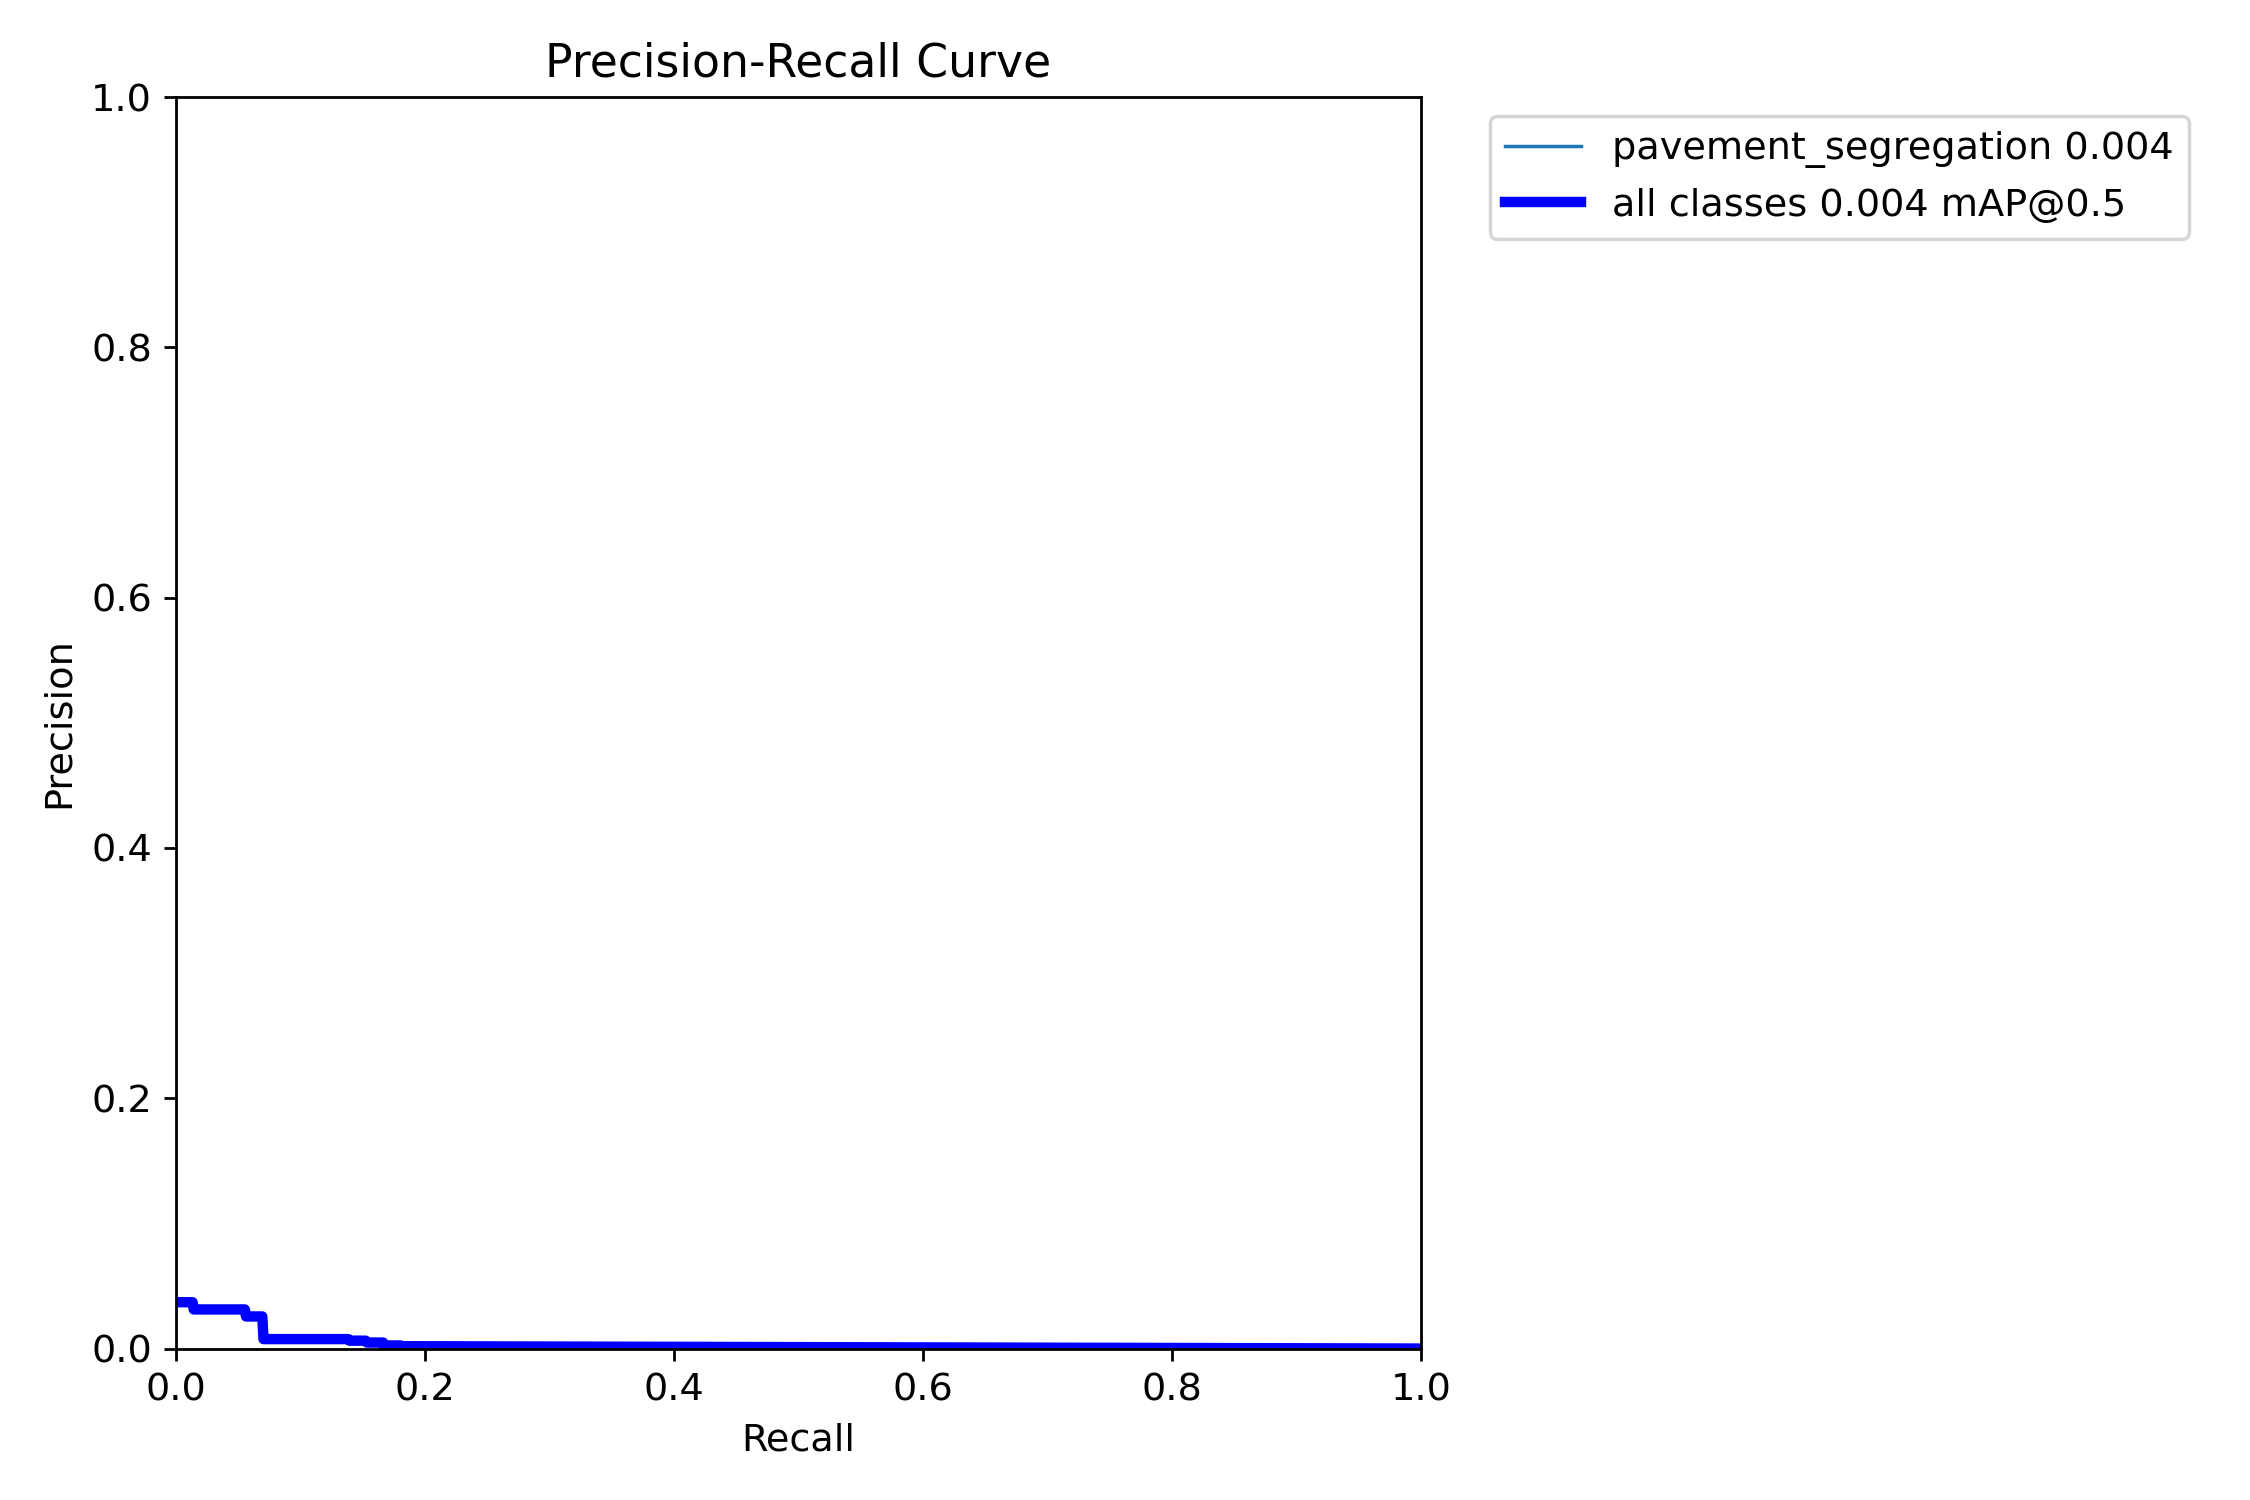 Precision-Recall Curve
1.0
0.8
0.6
0.4
0.2
0.0
Precision
0.0 0.2 0.4 0.6 0.8 1.0
Recall
pavement_segregation 0.004
all classes 0.004 mAP@0.5